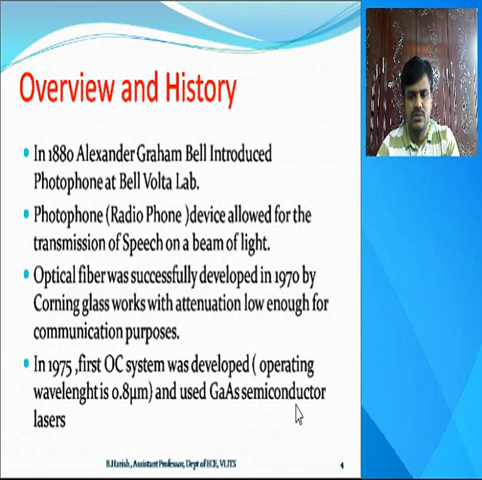 Overview and History
In 1880 Alexander Graham Bell Introduced
Photophone at Bell Volta Lab.
Photophone (Radio Phone )device allowed for the
transmission of Speech on a beam of light.
Optical fiber was successfully developed in 1970 by
Corning glass works with attenuation low enough for
communication purposes.
In 1975 ,first OC system was developed ( operating
wavelenght is 0.8µm) and used GaAs semiconductor
lasers
B.Harish , Assistant Professor, Dept of ECE, VLITS
4